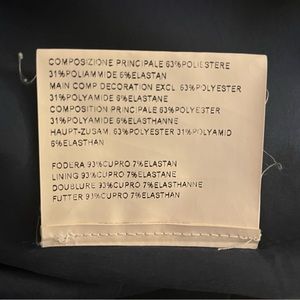 COMPOSIZIONE PRINCIPALE 63%POLIESTERE
31%POLIAMMIDE 6%ELASTAN
MAIN COMP.DECORATION EXCL. 63%POLYESTER
31%POLYAMIDE 6%ELASTANE
COMPOSITION PRINCIPALE 63%POLYESTER
31%POLYAMIDE 6%ELASTHANNE
HAUPT-ZUSAM. 63%POLYESTER 31%POLYAMID
6%ELASTHAN
FODERA 93%CUPRO 7%ELASTAN
LINING 93%CUPRO 7%ELASTANE
DOUBLURE 93%CUPRO 7%ELASTHANNE
FUTTER 93%CUPRO 7%ELASTHAN